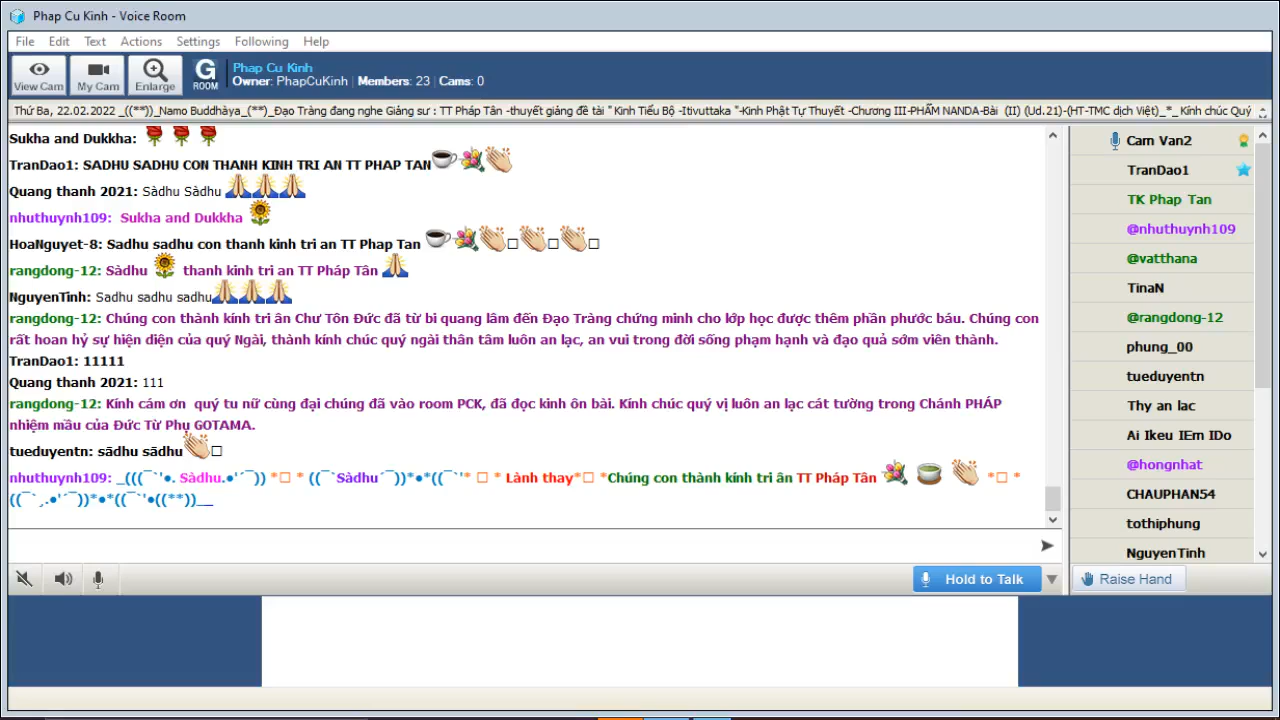 Phap Cu Kinh - Voice Room
File Edit Text Actions Settings Following Help
View Cam My Cam Enlarge G ROOM
Phap Cu Kinh
Owner: PhapCuKinh | Members: 23 | Cams: 0
Thứ Ba, 22.02.2022 _((**))_Namo Buddhàya_(**)_Đạo Tràng đang nghe Giảng sư : TT Pháp Tân -thuyết giảng đề tài " Kinh Tiểu Bộ -Itivuttaka "-Kinh Phật Tự Thuyết -Chương III-PHẨM NANDA-Bài (II) (Ud.21)-(HT-TMC dịch Việt)_*_ Kính chúc Quý
Sukha and Dukkha:
TranDao1: SADHU SADHU CON THANH KINH TRI AN TT PHAP TAN
Quang thanh 2021: Sàdhu Sàdhu
nhuthuynh109: Sukha and Dukkha
HoaNguyet-8: Sadhu sadhu con thanh kinh tri an TT Phap Tan
rangdong-12: Sàdhu thanh kinh tri an TT Pháp Tân
NguyenTinh: Sadhu sadhu sadhu
rangdong-12: Chúng con thành kính tri ân Chư Tôn Đức đã từ bi quang lâm đến Đạo Tràng chứng minh cho lớp học được thêm phần phước báu. Chúng con
rất hoan hỷ sự hiện diện của quý Ngài, thành kính chúc quý ngài thân tâm luôn an lạc, an vui trong đời sống phạm hạnh và đạo quả sớm viên thành.
TranDao1: 11111
Quang thanh 2021: 111
rangdong-12: Kính cám ơn quý tu nữ cùng đại chúng đã vào room PCK, đã đọc kinh ôn bài. Kính chúc quý vị luôn an lạc cát tường trong Chánh PHÁP
nhiệm mầu của Đức Từ Phụ GOTAMA.
tueduyentn: sādhu sādhu
nhuthuynh109: _(((¯`'●. Sàdhu.●'´¯)) *□ * ((¯`Sàdhu´¯))*●*((¯`'* □ * Lành thay*□ *Chúng con thành kính tri ân TT Pháp Tân *□ *
((¯`¸.●'´¯))*●*((¯`'●((**))__
Hold to Talk
Cam Van2
TranDao1
TK Phap Tan
@nhuthuynh109
@vatthana
TinaN
@rangdong-12
phung_00
tueduyentn
Thy an lac
Ai Ikeu IEm IDo
@hongnhat
CHAUPHAN54
tothiphung
NguyenTinh
Raise Hand